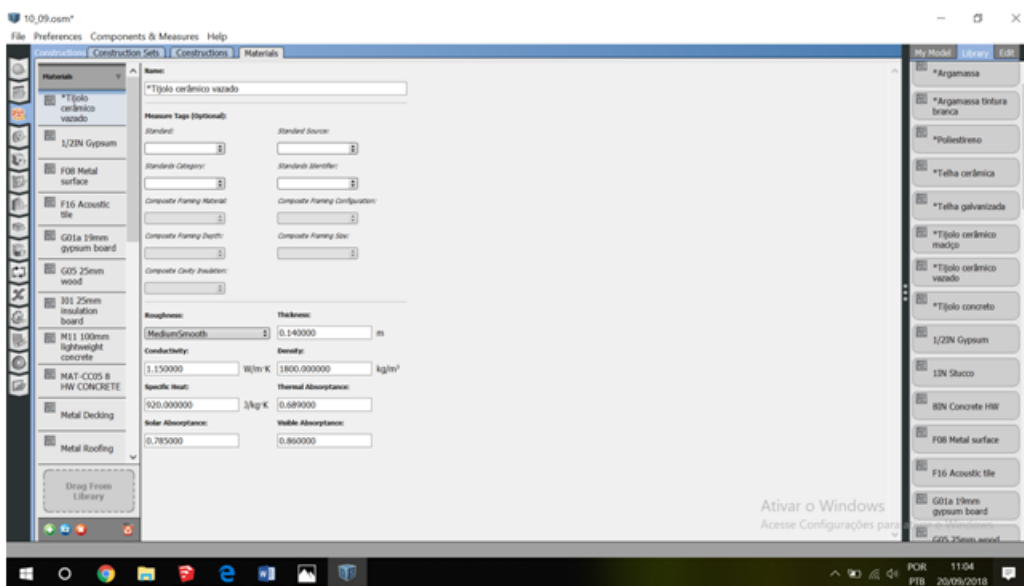 10_09.osm*
File Preferences Components & Measures Help
Constructions Construction Sets Constructions Materials
My Model Library Edit
Materials
*Tijolo
cerâmico
vazado
1/2IN Gypsum
F08 Metal
surface
F16 Acoustic
tile
G01a 19mm
gypsum board
G05 25mm
wood
I01 25mm
insulation
board
M11 100mm
lightweight
concrete
MAT-CC05 8
HW CONCRETE
Metal Decking
Metal Roofing
Drag From
Library
Name:
*Tijolo cerâmico vazado
Measure Tags (Optional):
Standard: Standard Source:
Standards Category: Standards Identifier:
Composite Framing Material: Composite Framing Configuration:
Composite Framing Depth: Composite Framing Size:
Composite Cavity Insulation:
Roughness: Thickness:
MediumSmooth 0.140000 m
Conductivity: Density:
1.150000 W/m·K 1800.000000 kg/m³
Specific Heat: Thermal Absorptance:
920.000000 J/kg·K 0.689000
Solar Absorptance: Visible Absorptance:
0.785000 0.860000
*Argamassa
*Argamassa tintura
branca
*Poliestireno
*Telha cerâmica
*Telha galvanizada
*Tijolo cerâmico
maciço
*Tijolo cerâmico
vazado
*Tijolo concreto
1/2IN Gypsum
1IN Stucco
8IN Concrete HW
F08 Metal surface
F16 Acoustic tile
G01a 19mm
gypsum board
G05 25mm wood
Ativar o Windows
Acesse Configurações para ativar o Windows.
POR 11:04
PTB 20/09/2018